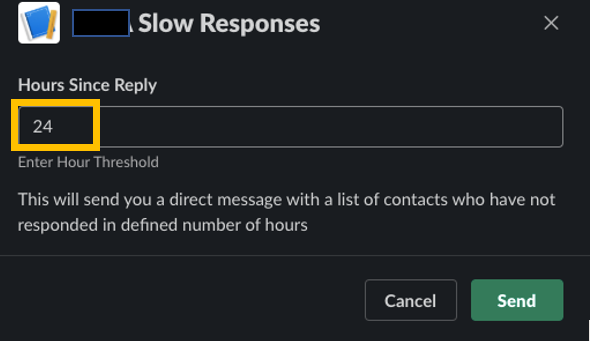 Slow Responses
Hours Since Reply
24
Enter Hour Threshold
This will send you a direct message with a list of contacts who have not
responded in defined number of hours
Cancel
Send